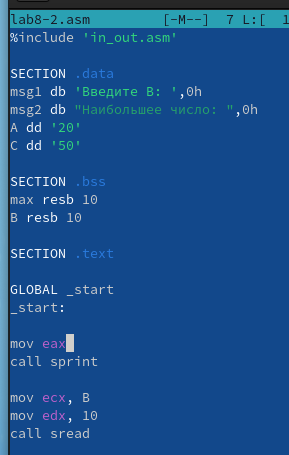 lab8-2.asm [-M--] 7 L:[ 1
%include 'in_out.asm'
SECTION .data
msg1 db 'Введите B: ',0h
msg2 db "Наибольшее число: ",0h
A dd '20'
C dd '50'
SECTION .bss
max resb 10
B resb 10
SECTION .text
GLOBAL _start
_start:
mov eax
call sprint
mov ecx, B
mov edx, 10
call sread